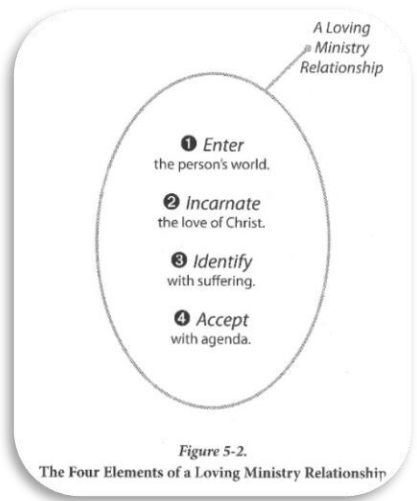 A Loving
Ministry
Relationship
❶ Enter
the person's world.
❷ Incarnate
the love of Christ.
❸ Identify
with suffering.
❹ Accept
with agenda.
Figure 5-2.
The Four Elements of a Loving Ministry Relationship